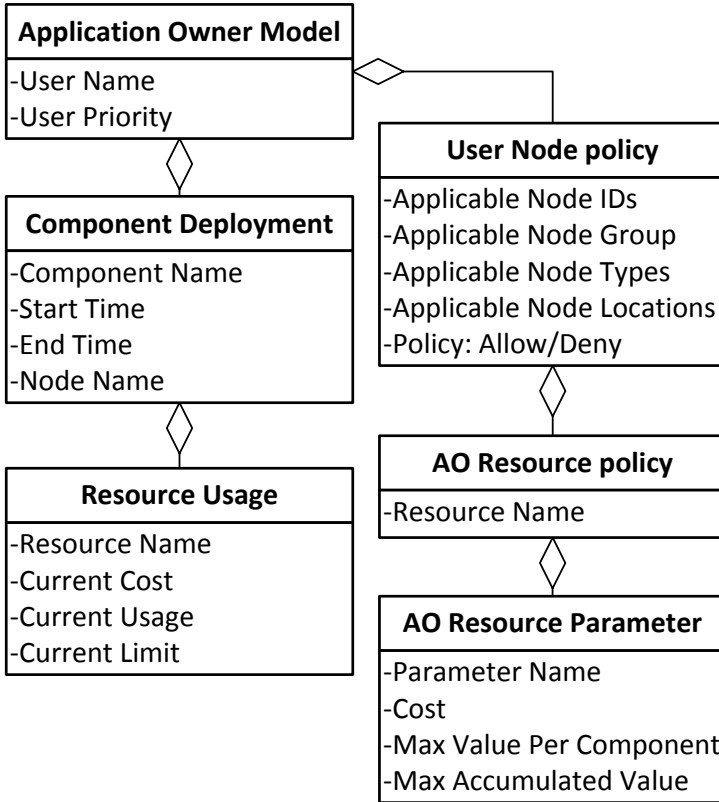 Application Owner Model
-User Name
-User Priority
Component Deployment
-Component Name
-Start Time
-End Time
-Node Name
Resource Usage
-Resource Name
-Current Cost
-Current Usage
-Current Limit
User Node policy
-Applicable Node IDs
-Applicable Node Group
-Applicable Node Types
-Applicable Node Locations
-Policy: Allow/Deny
AO Resource policy
-Resource Name
AO Resource Parameter
-Parameter Name
-Cost
-Max Value Per Component
-Max Accumulated Value